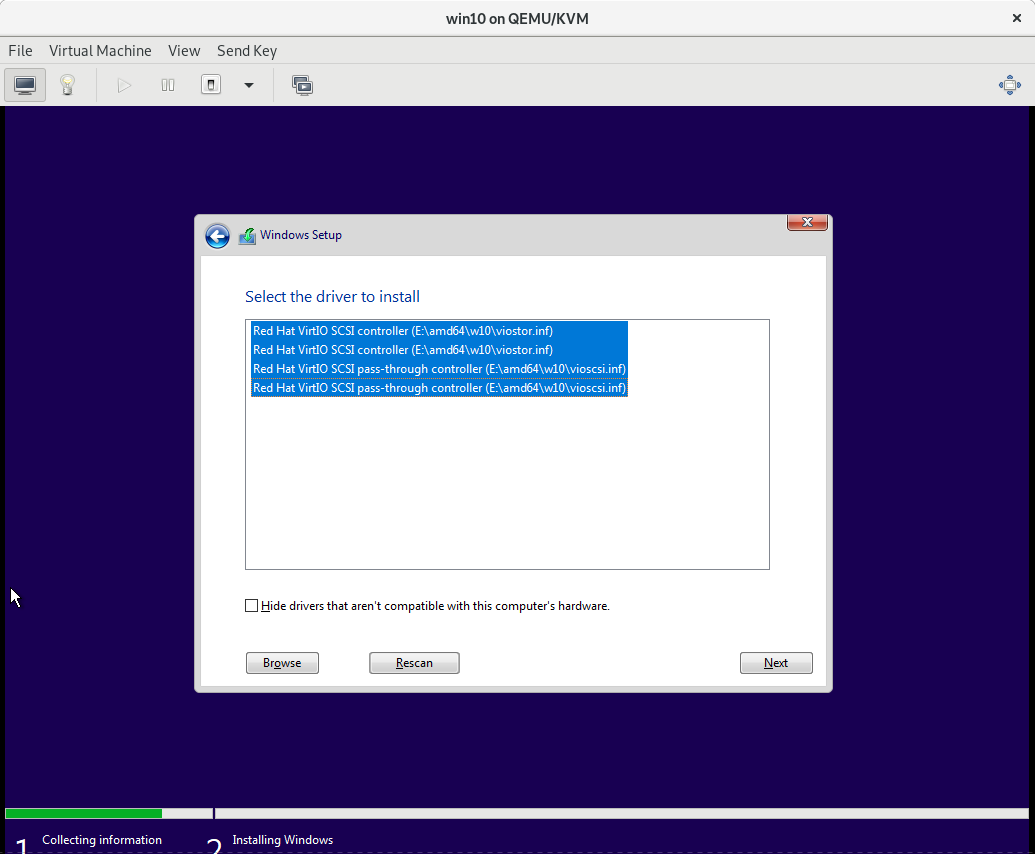 win10 on QEMU/KVM
File Virtual Machine View Send Key
Windows Setup
Select the driver to install
Red Hat VirtIO SCSI controller (E:\amd64\w10\viostor.inf)
Red Hat VirtIO SCSI controller (E:\amd64\w10\viostor.inf)
Red Hat VirtIO SCSI pass-through controller (E:\amd64\w10\vioscsi.inf)
Red Hat VirtIO SCSI pass-through controller (E:\amd64\w10\vioscsi.inf)
Hide drivers that aren't compatible with this computer's hardware.
Browse Rescan Next
1 Collecting information 2 Installing Windows